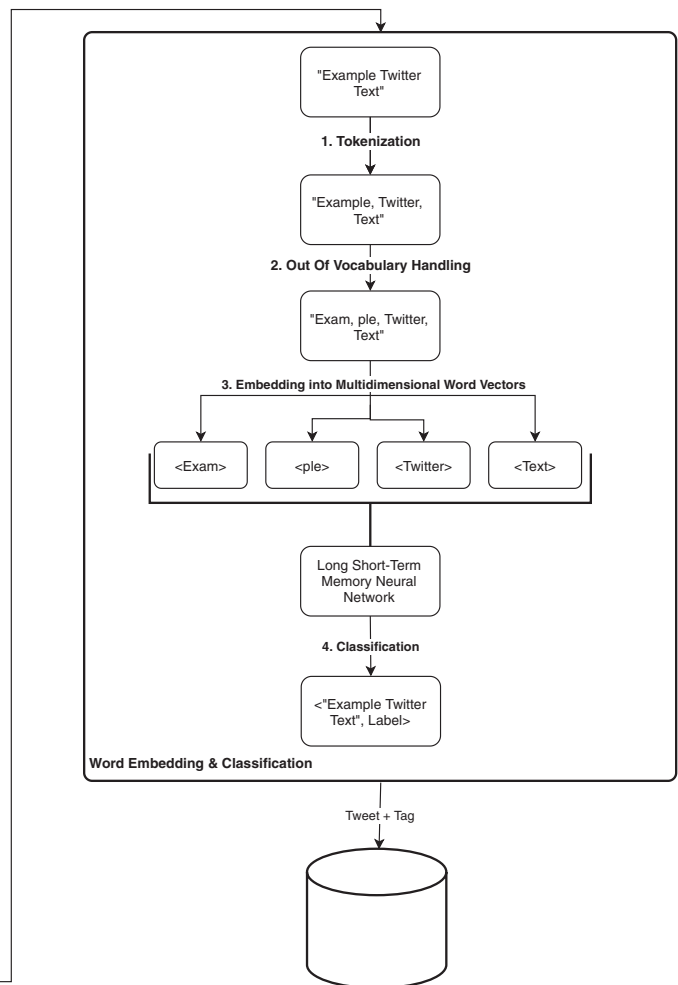 "Example Twitter
Text"
1. Tokenization
"Example, Twitter,
Text"
2. Out Of Vocabulary Handling
"Exam, ple, Twitter,
Text"
3. Embedding into Multidimensional Word Vectors
<Exam>
<ple>
<Twitter>
<Text>
Long Short-Term
Memory Neural
Network
4. Classification
<"Example Twitter
Text", Label>
Word Embedding & Classification
Tweet + Tag